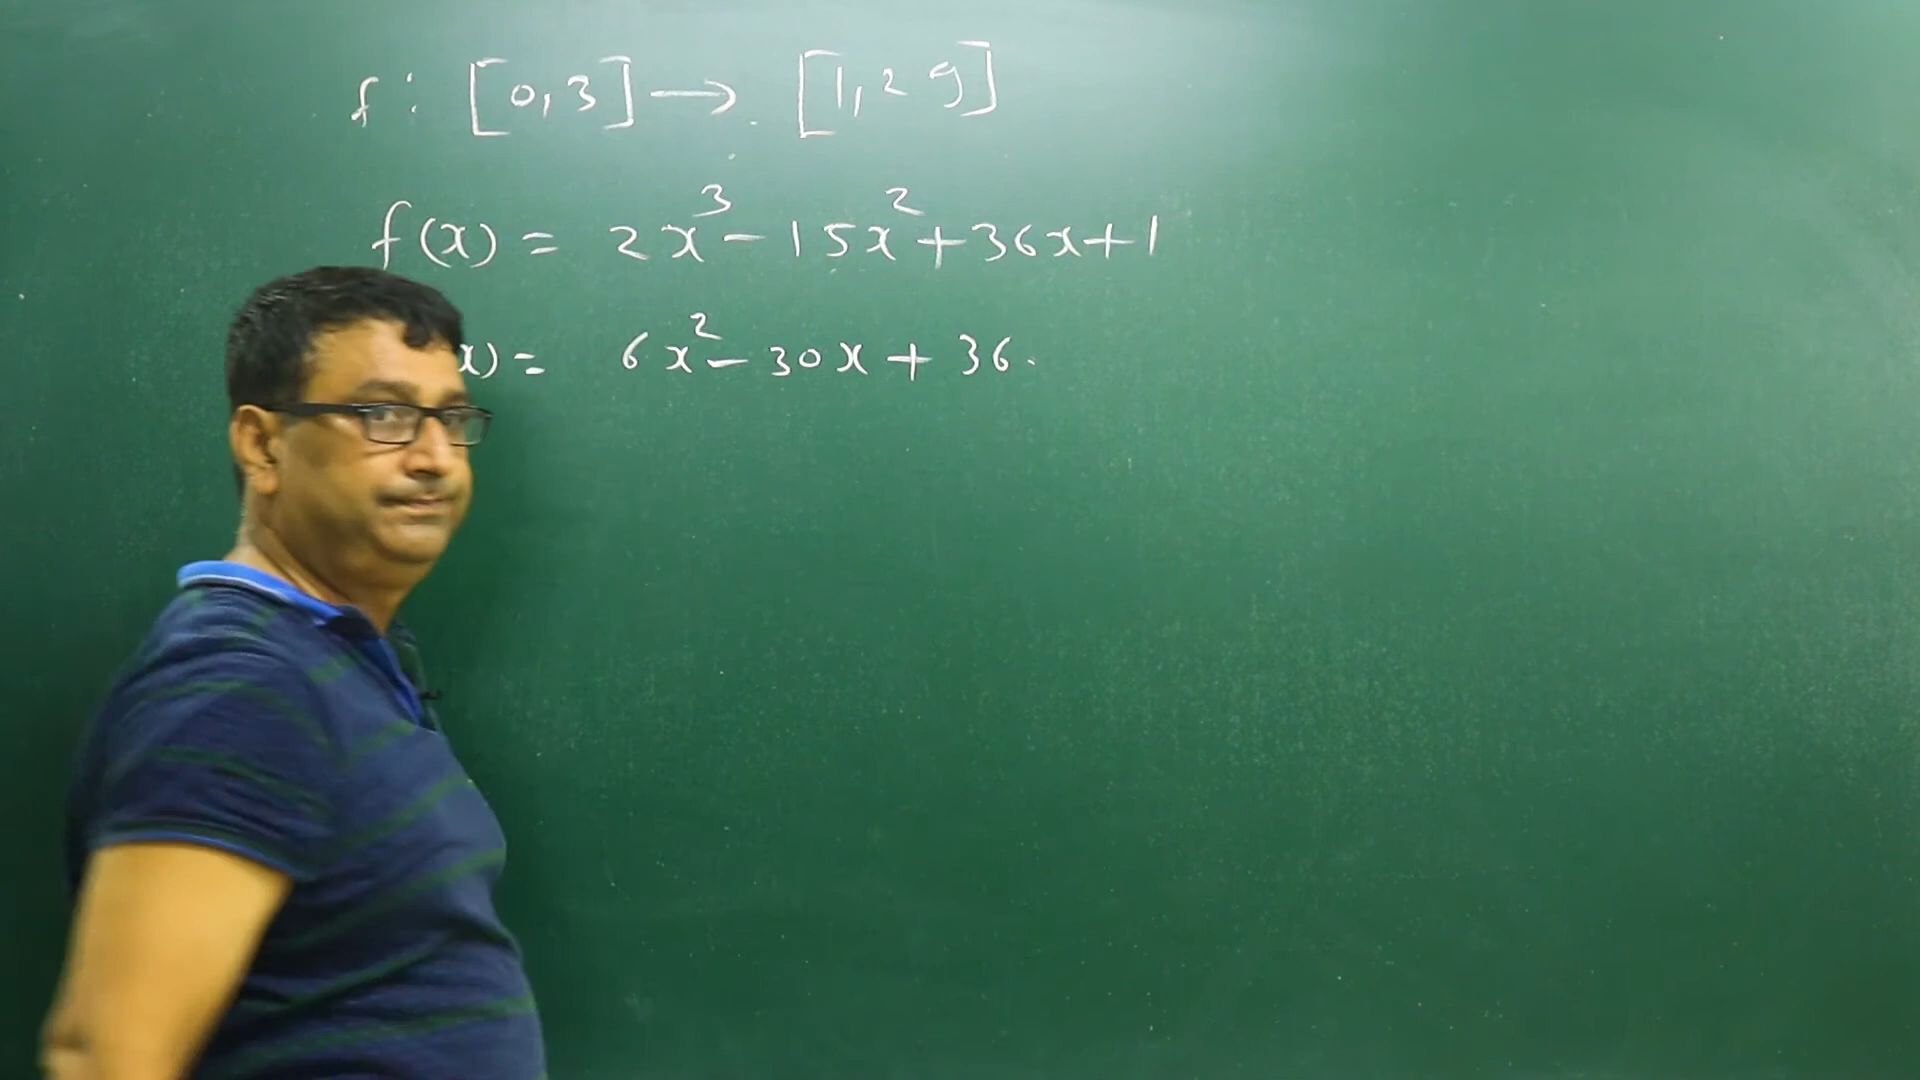 f : [0,3] → [1,29]
f(x) = 2x³ - 15x² + 36x + 1
x) = 6x² - 30x + 36.